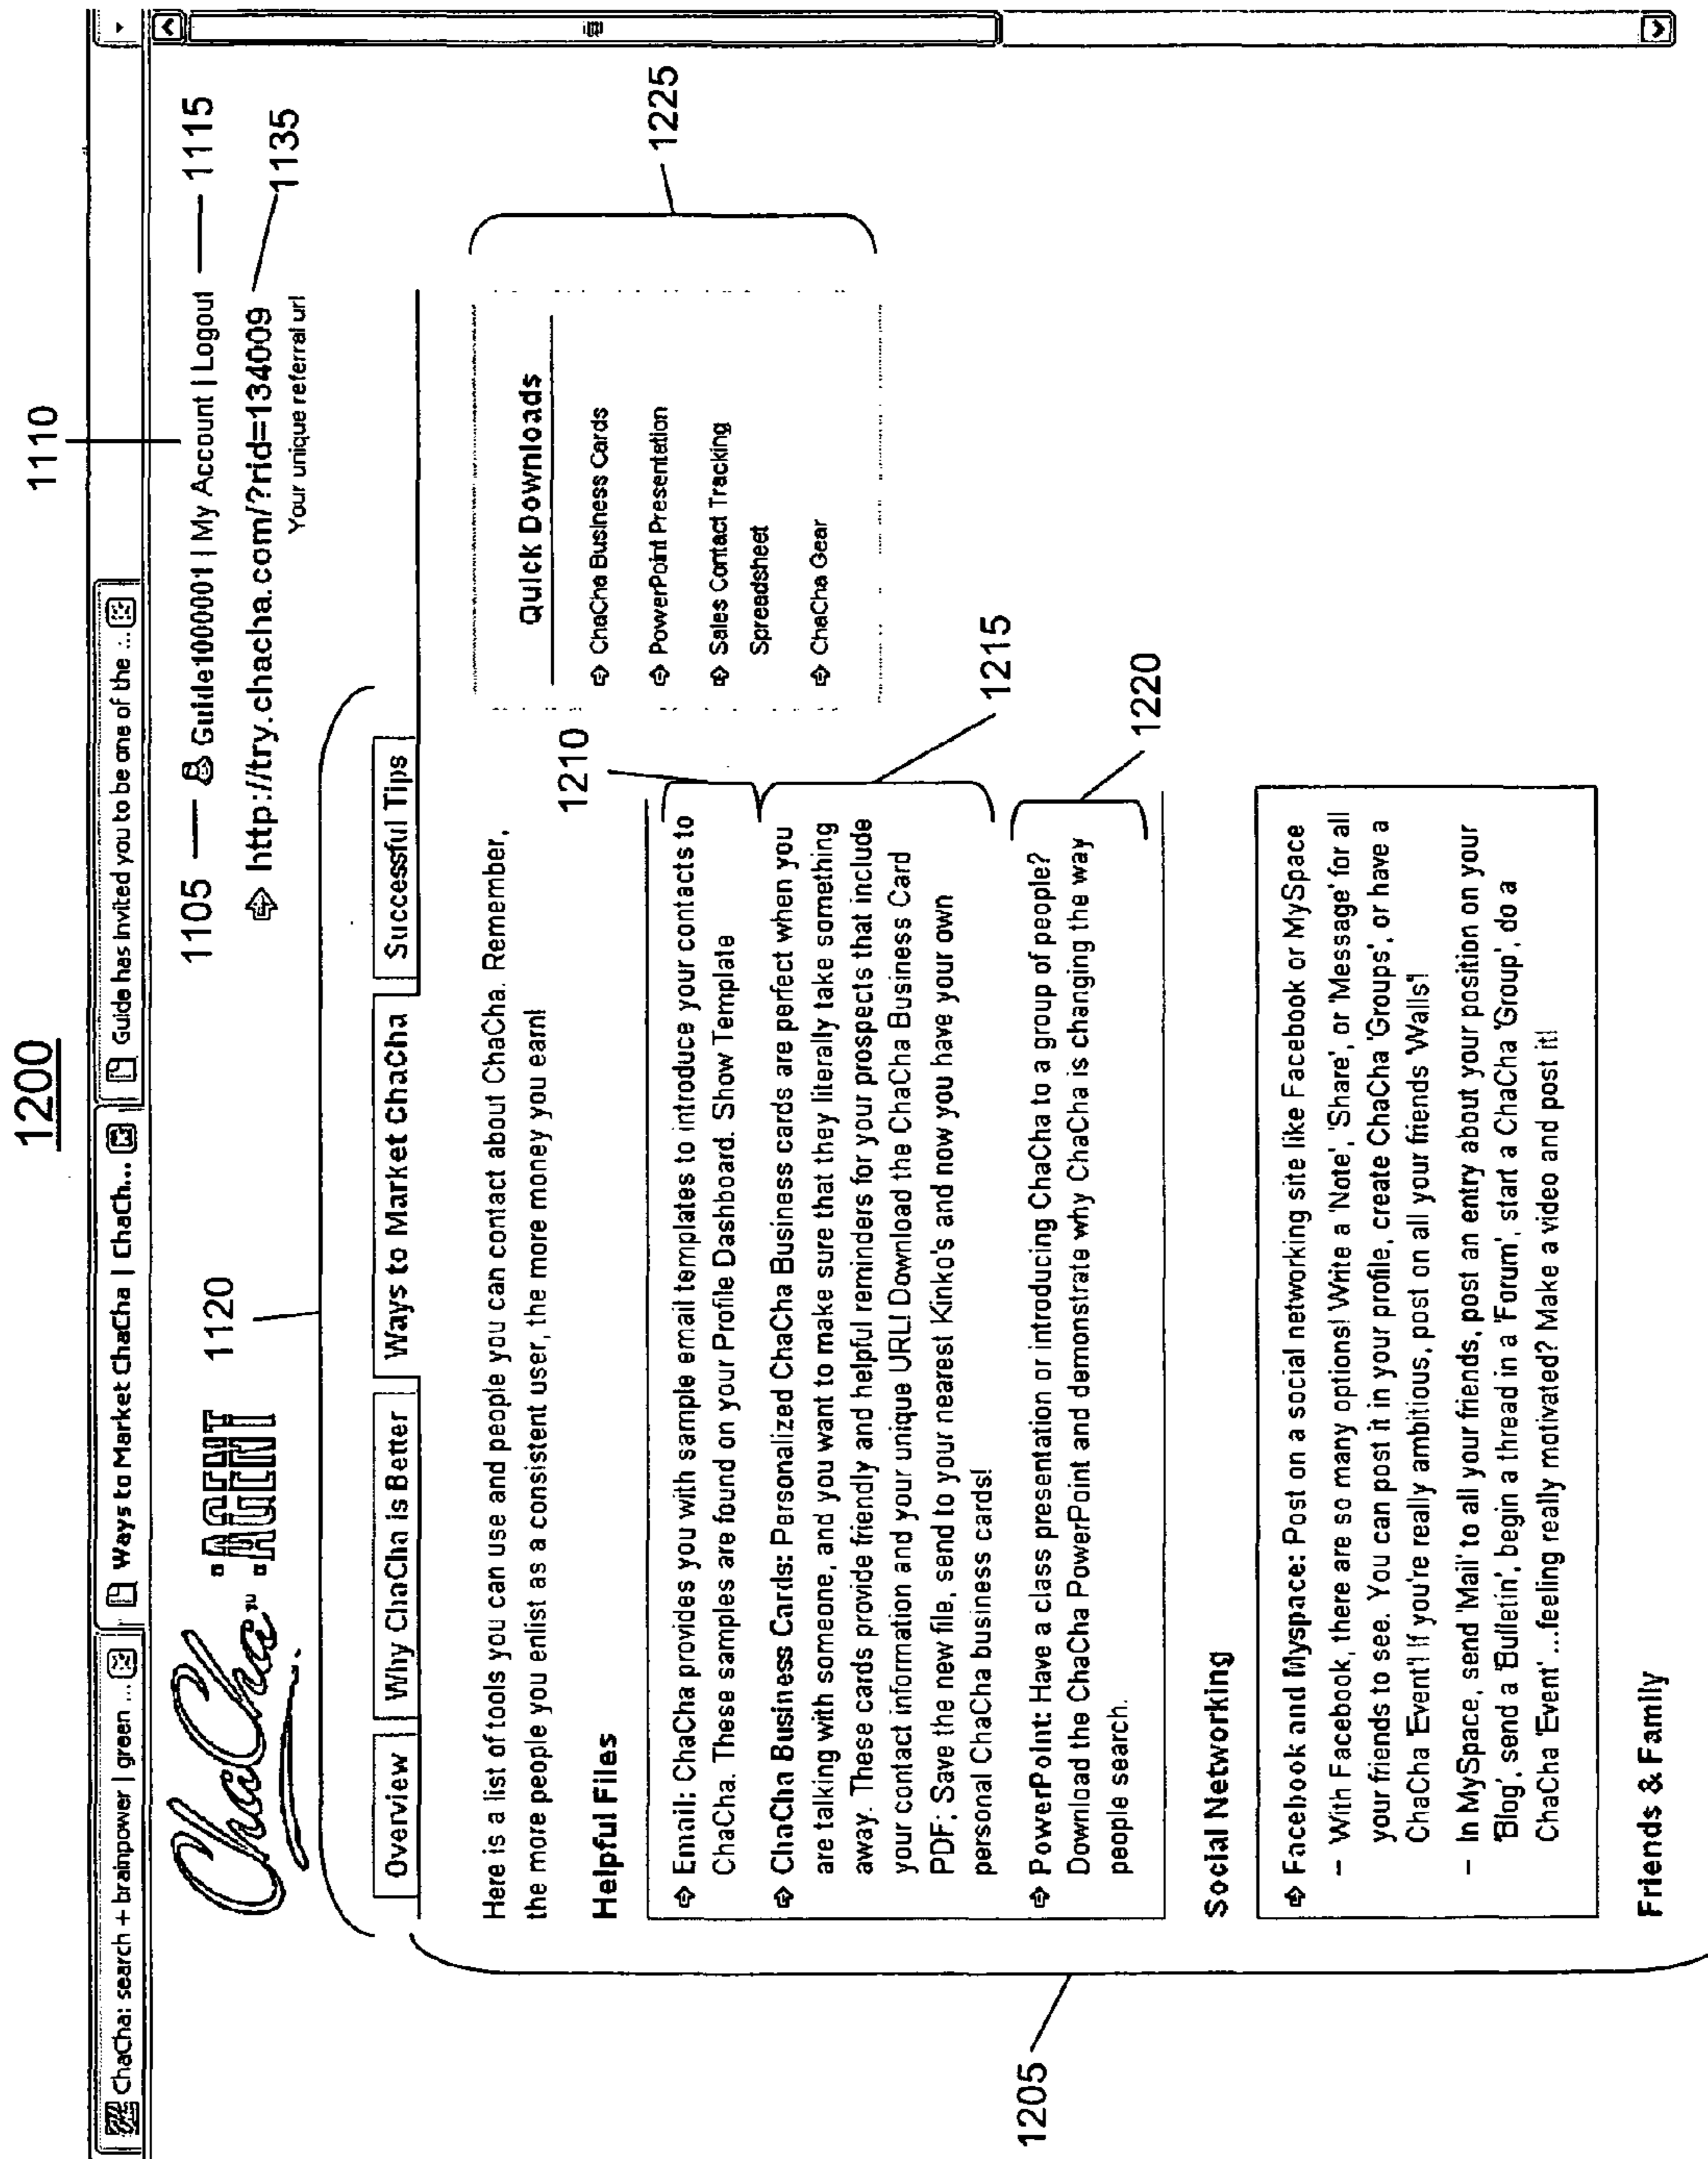 1200
1110
ChaCha: search + brainpower | green ...
Ways to Market ChaCha | ChaCh...
Guide has invited you to be one of the ...
ChaCha™ AGENT
1120
1105
Guide100001 | My Account | Logout
1115
http://try.chacha.com/?rid=134009
1135
Your unique referral url
Overview
Why ChaCha is Better
Ways to Market ChaCha
Successful Tips
Here is a list of tools you can use and people you can contact about ChaCha. Remember,
the more people you enlist as a consistent user, the more money you earn!
Quick Downloads
ChaCha Business Cards
PowerPoint Presentation
Sales Contact Tracking
Spreadsheet
ChaCha Gear
1225
Helpful Files
1210
Email: ChaCha provides you with sample email templates to introduce your contacts to
ChaCha. These samples are found on your Profile Dashboard. Show Template
ChaCha Business Cards: Personalized ChaCha Business cards are perfect when you
are talking with someone, and you want to make sure that they literally take something
away. These cards provide friendly and helpful reminders for your prospects that include
your contact information and your unique URL! Download the ChaCha Business Card
PDF; Save the new file, send to your nearest Kinko's and now you have your own
personal ChaCha business cards!
1215
PowerPoint: Have a class presentation or introducing ChaCha to a group of people?
Download the ChaCha PowerPoint and demonstrate why ChaCha is changing the way
people search.
1220
1205
Social Networking
Facebook and Myspace: Post on a social networking site like Facebook or MySpace
– With Facebook, there are so many options! Write a 'Note', 'Share', or 'Message' for all
your friends to see. You can post it in your profile, create ChaCha 'Groups', or have a
ChaCha 'Event'! If you're really ambitious, post on all your friends 'Walls'!
– In MySpace, send 'Mail' to all your friends, post an entry about your position on your
'Blog', send a 'Bulletin', begin a thread in a 'Forum', start a ChaCha 'Group', do a
ChaCha 'Event' ...feeling really motivated? Make a video and post it!
Friends & Family